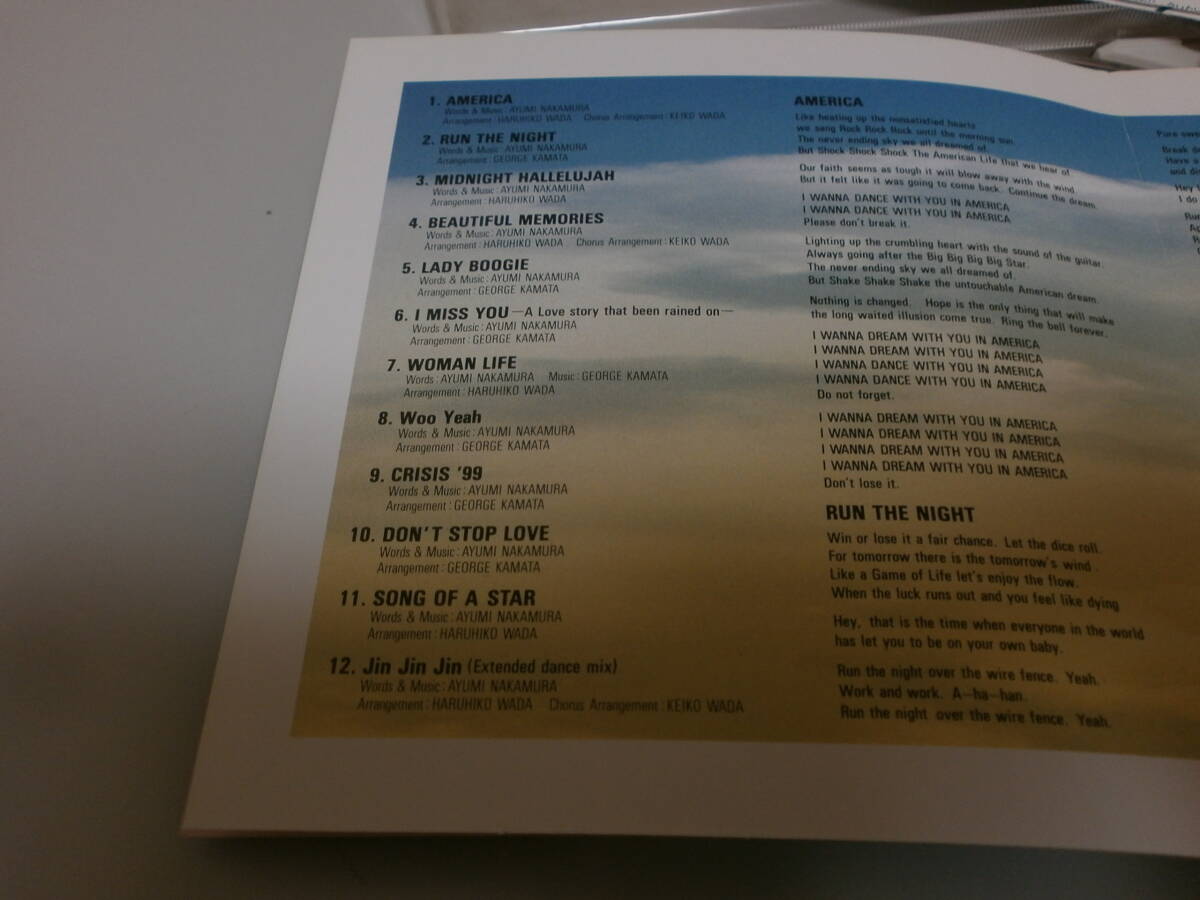 1. AMERICA
Words & Music : AYUMI NAKAMURA
Arrangement : HARUHIKO WADA Chorus Arrangement : KEIKO WADA
2. RUN THE NIGHT
Words & Music : AYUMI NAKAMURA
Arrangement : GEORGE KAMATA
3. MIDNIGHT HALLELUJAH
Words & Music : AYUMI NAKAMURA
Arrangement : HARUHIKO WADA
4. BEAUTIFUL MEMORIES
Words & Music : AYUMI NAKAMURA
Arrangement : HARUHIKO WADA Chorus Arrangement : KEIKO WADA
5. LADY BOOGIE
Words & Music : AYUMI NAKAMURA
Arrangement : GEORGE KAMATA
6. I MISS YOU —A Love story that been rained on—
Words & Music : AYUMI NAKAMURA
Arrangement : GEORGE KAMATA
7. WOMAN LIFE
Words : AYUMI NAKAMURA Music : GEORGE KAMATA
Arrangement : HARUHIKO WADA
8. Woo Yeah
Words & Music : AYUMI NAKAMURA
Arrangement : GEORGE KAMATA
9. CRISIS '99
Words & Music : AYUMI NAKAMURA
Arrangement : GEORGE KAMATA
10. DON'T STOP LOVE
Words & Music : AYUMI NAKAMURA
Arrangement : GEORGE KAMATA
11. SONG OF A STAR
Words & Music : AYUMI NAKAMURA
Arrangement : HARUHIKO WADA
12. Jin Jin Jin (Extended dance mix)
Words & Music : AYUMI NAKAMURA
Arrangement : HARUHIKO WADA Chorus Arrangement : KEIKO WADA
AMERICA
Like heating up the nonsatisfied hearts
we sang Rock Rock Rock until the morning sun.
The never ending sky we all dreamed of.
But Shock Shock Shock The American Life that we hear of.
Our faith seems as tough it will blow away with the wind.
But it felt like it was going to come back. Continue the dream.
I WANNA DANCE WITH YOU IN AMERICA
I WANNA DANCE WITH YOU IN AMERICA
Please don't break it.
Lighting up the crumbling heart with the sound of the guitar.
Always going after the Big Big Big Big Star.
The never ending sky we all dreamed of.
But Shake Shake Shake the untouchable American dream.
Nothing is changed. Hope is the only thing that will make
the long waited illusion come true. Ring the bell forever.
I WANNA DREAM WITH YOU IN AMERICA
I WANNA DREAM WITH YOU IN AMERICA
I WANNA DANCE WITH YOU IN AMERICA
I WANNA DANCE WITH YOU IN AMERICA
Do not forget.
I WANNA DREAM WITH YOU IN AMERICA
I WANNA DREAM WITH YOU IN AMERICA
I WANNA DREAM WITH YOU IN AMERICA
I WANNA DREAM WITH YOU IN AMERICA
Don't lose it.
RUN THE NIGHT
Win or lose it a fair chance. Let the dice roll.
For tomorrow there is the tomorrow's wind.
Like a Game of Life let's enjoy the flow.
When the luck runs out and you feel like dying
Hey, that is the time when everyone in the world
has let you to be on your own baby.
Run the night over the wire fence. Yeah.
Work and work. A—ha—han.
Run the night over the wire fence. Yeah.
Pure
Break
Have a
and
Hey
I do